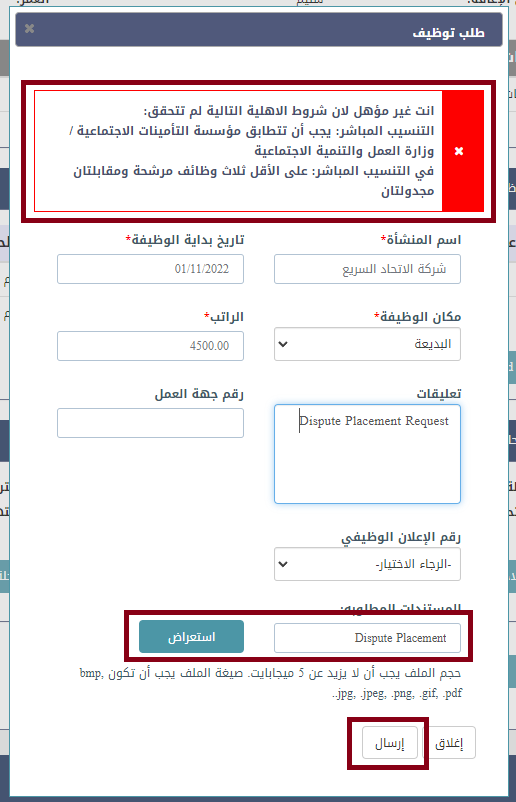 طلب توظيف
انت غير مؤهل لان شروط الاهلية التالية لم تتحقق:
التنسيب المباشر: يجب أن تتطابق مؤسسة التأمينات الاجتماعية /
وزارة العمل والتنمية الاجتماعية
في التنسيب المباشر: على الأقل ثلاث وظائف مرشحة ومقابلتان
مجدولتان
اسم المنشأة*
تاريخ بداية الوظيفة*
شركة الاتحاد السريع
01/11/2022
مكان الوظيفة*
الراتب*
البديعة
4500.00
تعليقات
رقم جهة العمل
Dispute Placement Request
رقم الإعلان الوظيفي
-الرجاء الاختيار-
المستندات المطلوبه:
Dispute Placement
استعراض
حجم الملف يجب أن لا يزيد عن 5 ميجابايت. صيغة الملف يجب أن تكون bmp,
.jpg, .jpeg, .png, .gif, .pdf..
إغلاق
إرسال